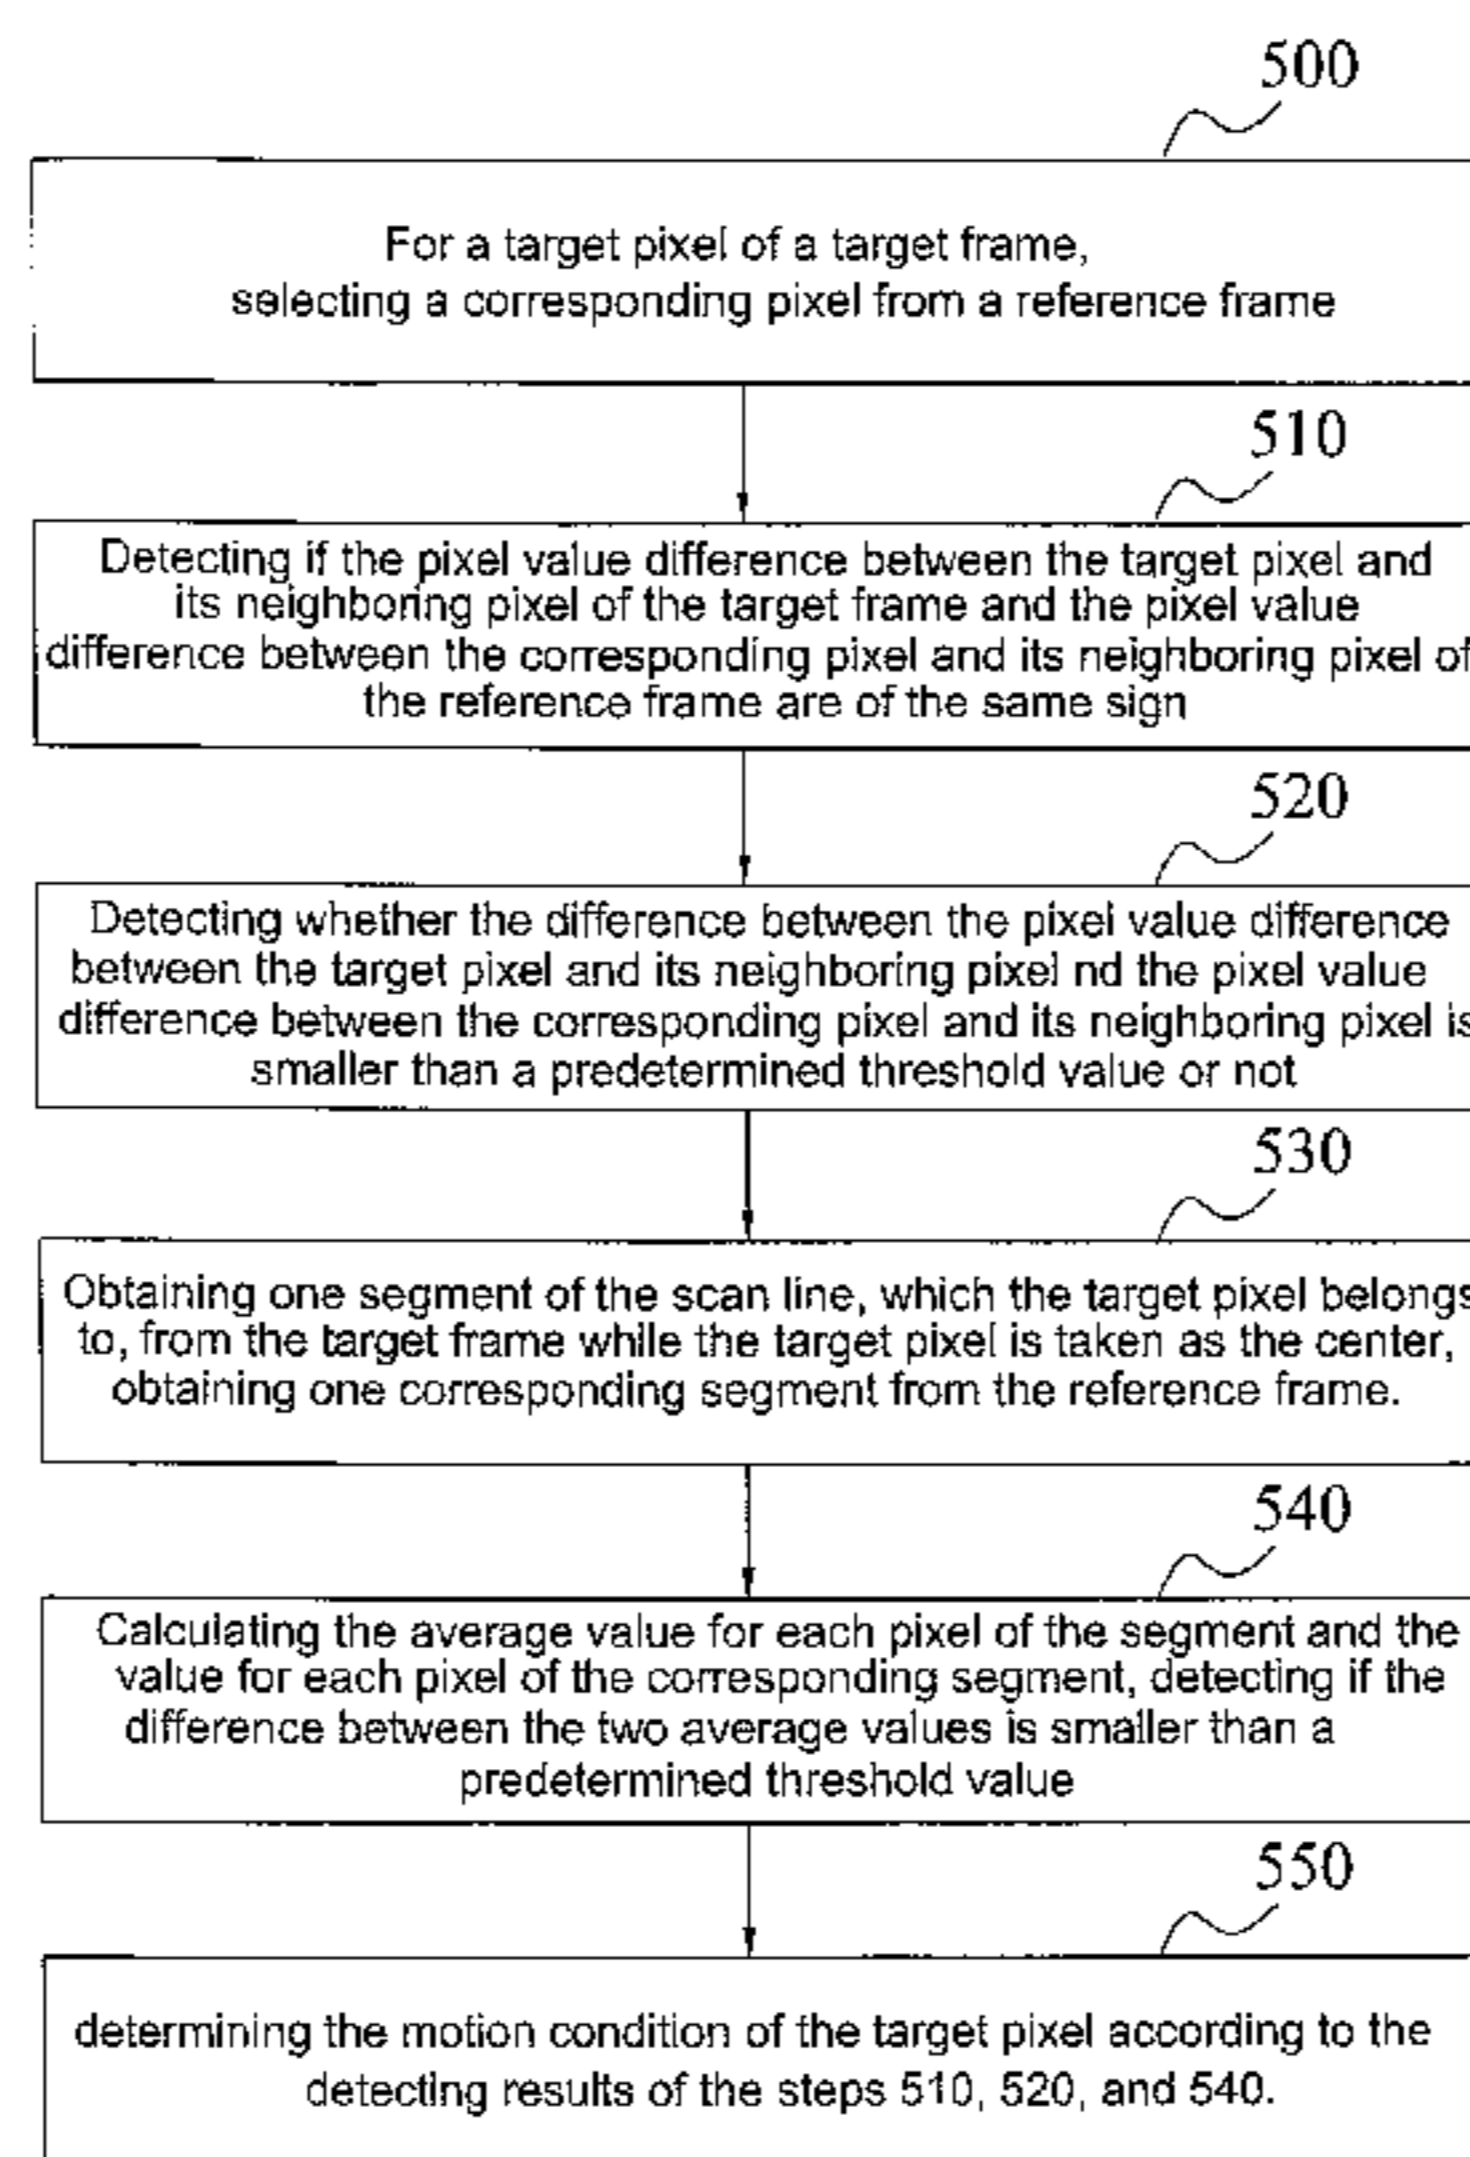 500
For a target pixel of a target frame,
selecting a corresponding pixel from a reference frame
510
Detecting if the pixel value difference between the target pixel and
its neighboring pixel of the target frame and the pixel value
difference between the corresponding pixel and its neighboring pixel of
the reference frame are of the same sign
520
Detecting whether the difference between the pixel value difference
between the target pixel and its neighboring pixel nd the pixel value
difference between the corresponding pixel and its neighboring pixel is
smaller than a predetermined threshold value or not
530
Obtaining one segment of the scan line, which the target pixel belongs
to, from the target frame while the target pixel is taken as the center,
obtaining one corresponding segment from the reference frame.
540
Calculating the average value for each pixel of the segment and the
value for each pixel of the corresponding segment, detecting if the
difference between the two average values is smaller than a
predetermined threshold value
550
determining the motion condition of the target pixel according to the
detecting results of the steps 510, 520, and 540.